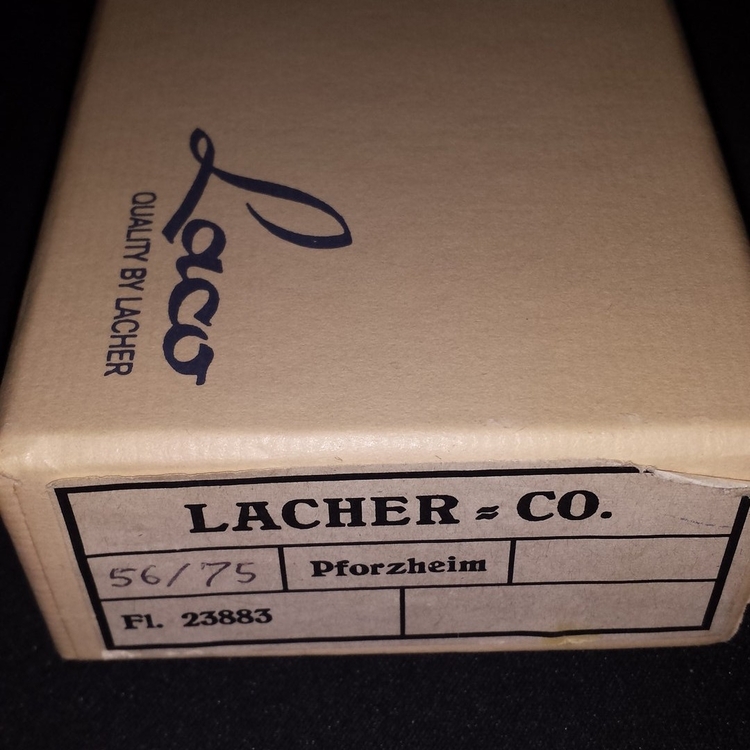 Laco
QUALITY BY LACHER
LACHER = CO.
56/75 Pforzheim
Fl. 23883